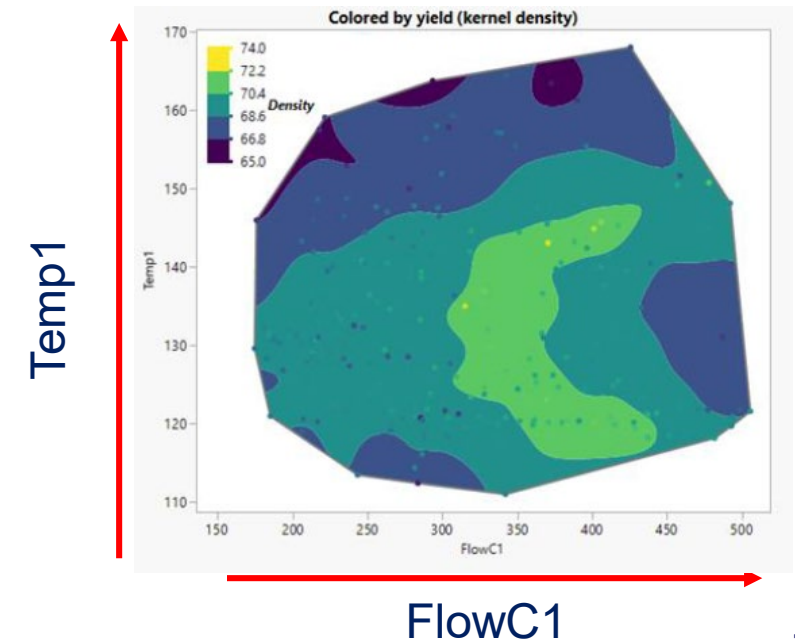 Colored by yield (kernel density)
170
160
150
140
130
120
110
74.0
72.2
70.4
68.6
66.8
65.0
Density
Temp1
Temp1
150 200 250 300 350 400 450 500
FlowC1
FlowC1